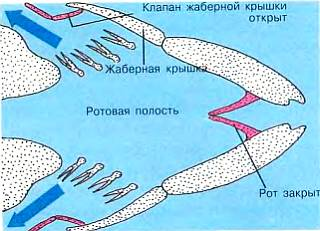 Клапан жаберной крышки
открыт
Жаберная крышка
Ротовая полость
Рот закрыт